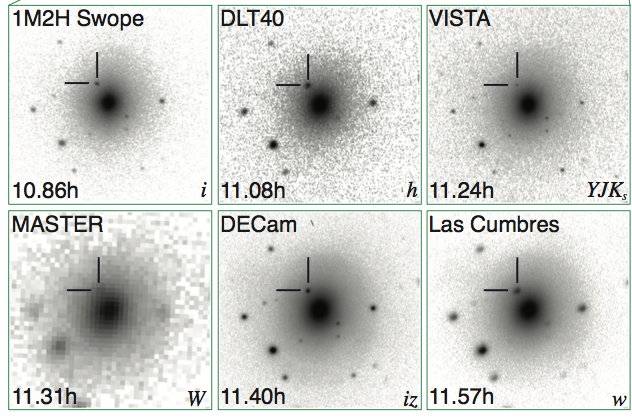 1M2H Swope
DLT40
VISTA
10.86h
i
11.08h
h
11.24h
YJKs
MASTER
DECam
Las Cumbres
11.31h
W
11.40h
iz
11.57h
w